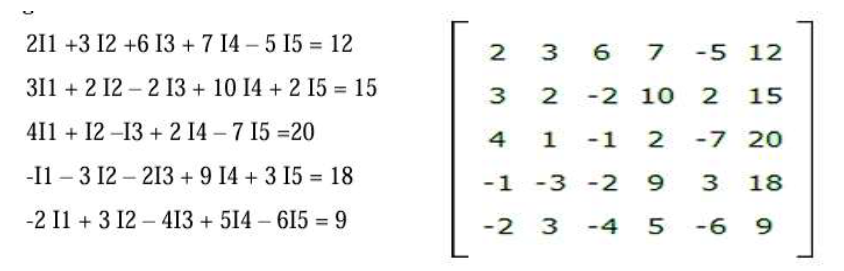 2I1 +3 I2 +6 I3 + 7 I4 – 5 I5 = 12
3I1 + 2 I2 – 2 I3 + 10 I4 + 2 I5 = 15
4I1 + I2 –I3 + 2 I4 – 7 I5 =20
-I1 – 3 I2 – 2I3 + 9 I4 + 3 I5 = 18
-2 I1 + 3 I2 – 4I3 + 5I4 – 6I5 = 9
2 3 6 7 -5 12
3 2 -2 10 2 15
4 1 -1 2 -7 20
-1 -3 -2 9 3 18
-2 3 -4 5 -6 9